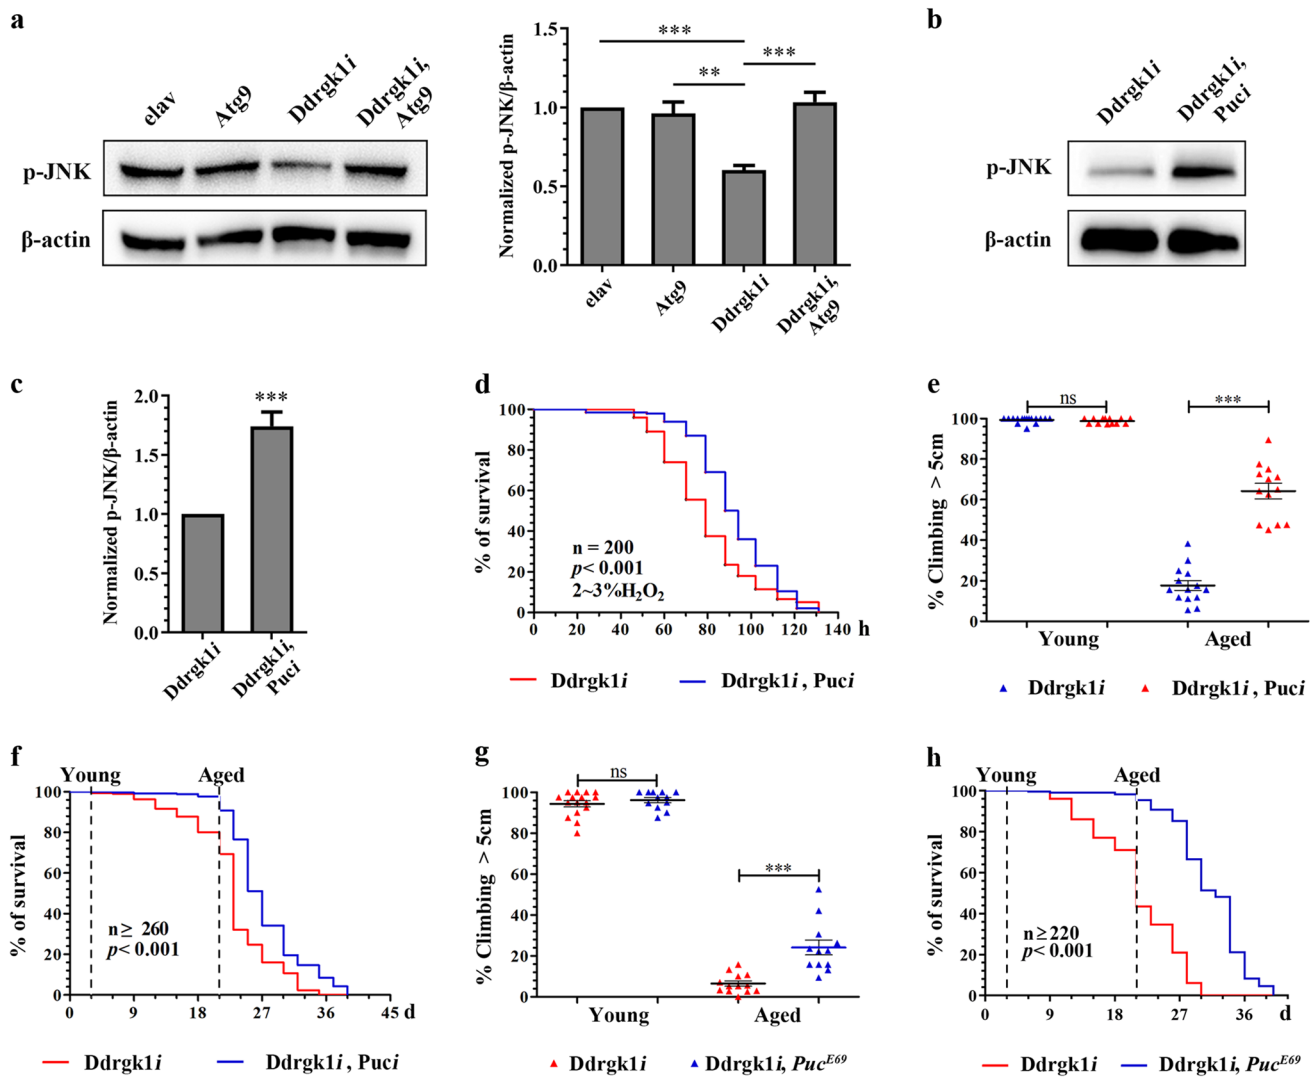 a
elav
Atg9
Ddrgk1i
Ddrgk1i,
Atg9
p-JNK
β-actin
Normalized p-JNK/β-actin
1.5
1.0
0.5
0.0
***
**
***
elav
Atg9
Ddrgk1i
Ddrgk1i,
Atg9
b
Ddrgk1i
Ddrgk1i,
Puci
p-JNK
β-actin
c
Normalized p-JNK/β-actin
2.0
1.5
1.0
0.5
0.0
***
Ddrgk1i
Ddrgk1i,
Puci
d
% of survival
100
80
60
40
20
0
n = 200
p< 0.001
2~3%H₂O₂
0 20 40 60 80 100 120 140 h
Ddrgk1i Ddrgk1i , Puci
e
% Climbing > 5cm
100
80
60
40
20
0
ns
***
Young Aged
Ddrgk1i Ddrgk1i , Puci
f
Young Aged
% of survival
100
80
60
40
20
0
n≥ 260
p< 0.001
0 9 18 27 36 45 d
Ddrgk1i Ddrgk1i , Puci
g
% Climbing > 5cm
100
80
60
40
20
0
ns
***
Young Aged
Ddrgk1i Ddrgk1i, Puc^E69
h
Young Aged
% of survival
100
80
60
40
20
0
n≥220
p< 0.001
0 9 18 27 36 d
Ddrgk1i Ddrgk1i, Puc^E69